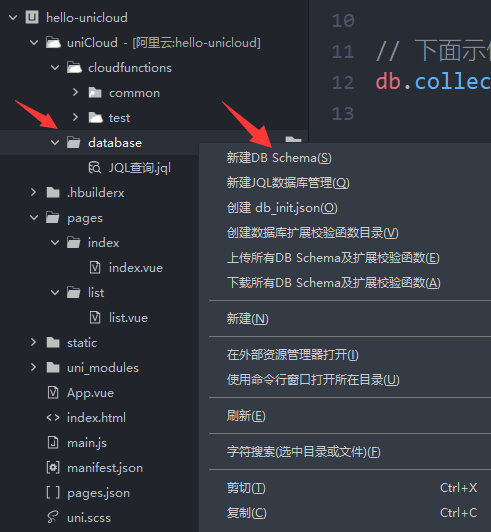 hello-unicloud
uniCloud - [阿里云:hello-unicloud]
cloudfunctions
common
test
database
JQL查询.jql
.hbuilderx
pages
index
index.vue
list
list.vue
static
uni_modules
App.vue
index.html
main.js
manifest.json
pages.json
uni.scss
10
11 // 下面示
12 db.collec
13
新建DB Schema(S)
新建JQL数据库管理(Q)
创建 db_init.json(O)
创建数据库扩展校验函数目录(V)
上传所有DB Schema及扩展校验函数(E)
下载所有DB Schema及扩展校验函数(A)
新建(N)
在外部资源管理器打开(I)
使用命令行窗口打开所在目录(U)
刷新(E)
字符搜索(选中目录或文件)(F)
剪切(T) Ctrl+X
复制(C) Ctrl+C